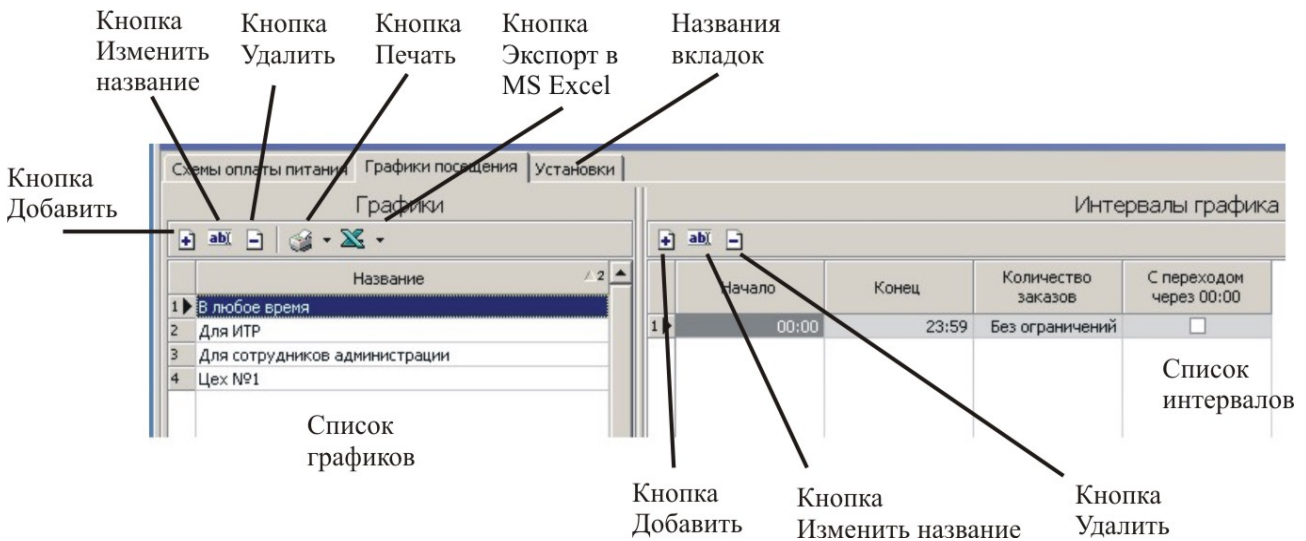 Кнопка
Изменить
название
Кнопка
Удалить
Кнопка
Печать
Кнопка
Экспорт в
MS Excel
Названия
вкладок
Кнопка
Добавить
Схемы оплаты питания Графики посещения Установки
Графики Интервалы графика
ab ab
Название 2
Начало Конец Количество заказов С переходом через 00:00
1 В любое время
2 Для ИТР
3 Для сотрудников администрации
4 Цех №1
1 00:00 23:59 Без ограничений
Список
графиков
Список
интервалов
Кнопка
Добавить
Кнопка
Изменить название
Кнопка
Удалить